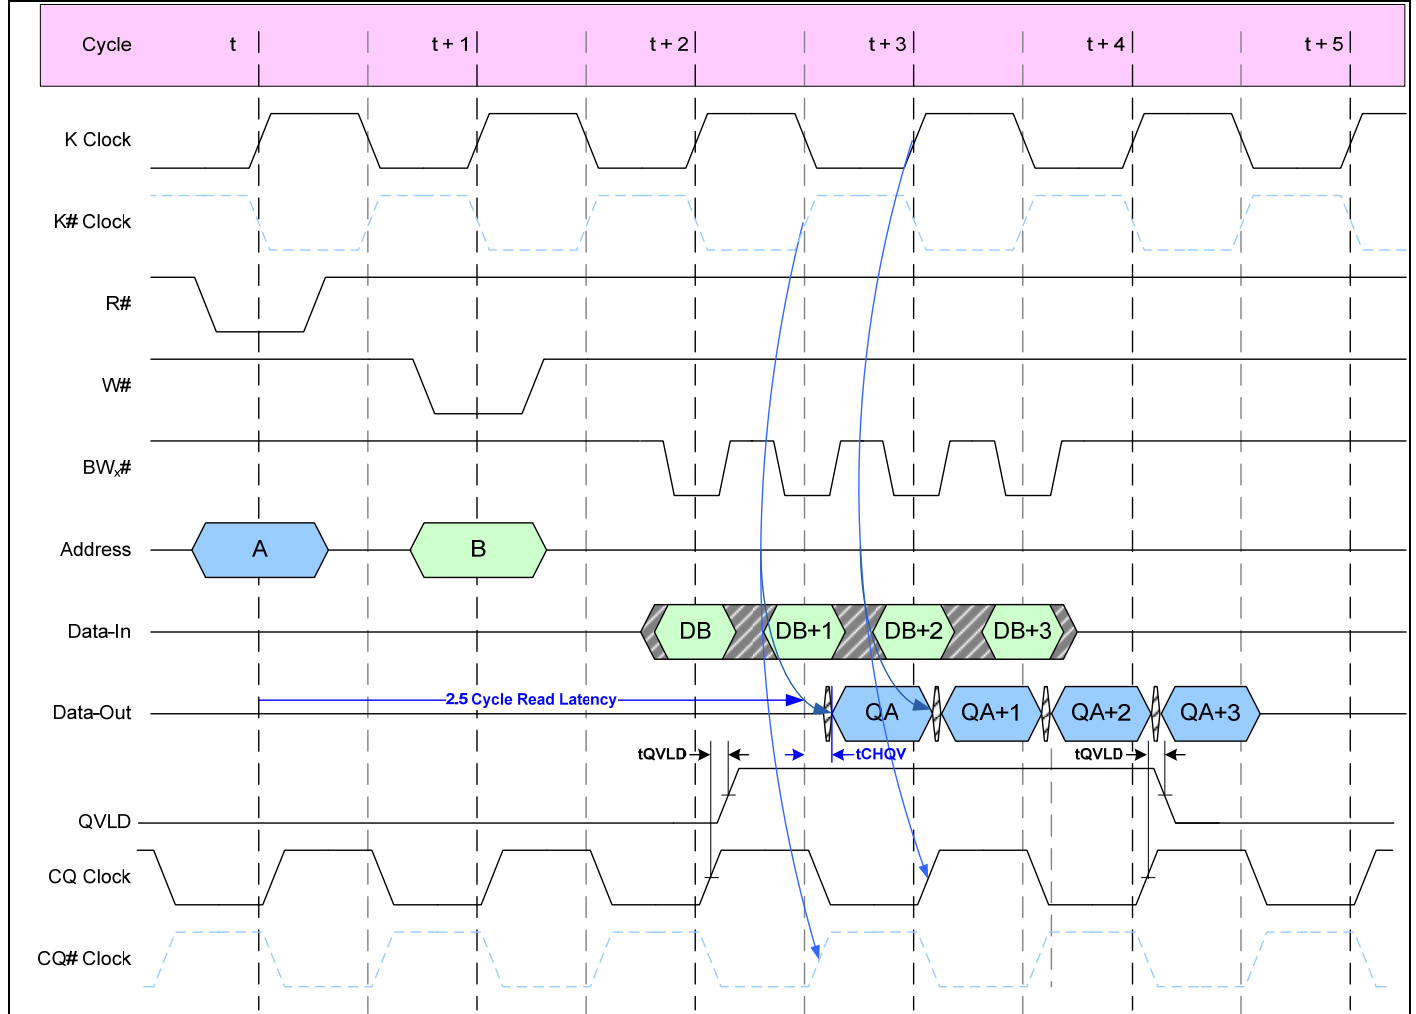 Cycle t t + 1 t + 2 t + 3 t + 4 t + 5
K Clock
K# Clock
R#
W#
BWx#
Address A B
Data-In DB DB+1 DB+2 DB+3
Data-Out 2.5 Cycle Read Latency QA QA+1 QA+2 QA+3
tQVLD tCHQV tQVLD
QVLD
CQ Clock
CQ# Clock